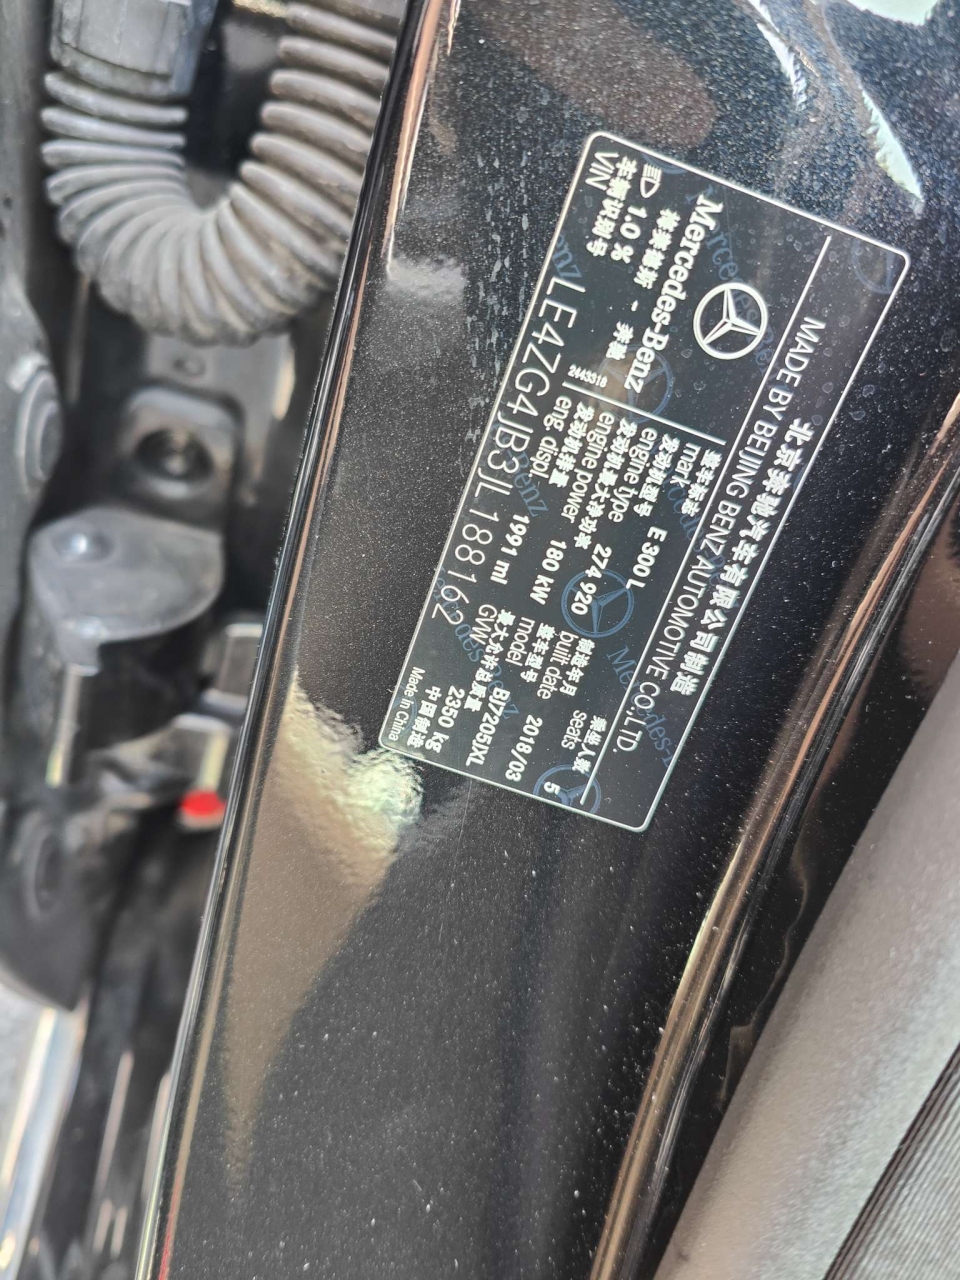 北京奔驰汽车有限公司制造
MADE BY BEIJING BENZ AUTOMOTIVE CO.,LTD.
Mercedes-Benz
梅赛德斯 - 奔驰
1.0 %
2443318
整车标志
mark
E 300 L
乘坐人数
seats
5
发动机型号
engine type
274 920
制造年月
built date
2018/03
发动机最大净功率
engine power
180 KW
整车型号
model
BJ7205JXL
发动机排量
eng displ
1991 ml
最大允许总质量
GVW
2350 kg
车辆识别号
VIN
LE4ZG4JB3JL188162
中国制造
Made in China